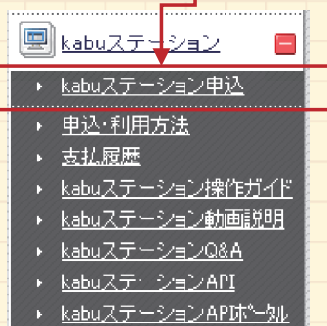 kabuステーション
kabuステーション申込
申込・利用方法
支払履歴
kabuステーション操作ガイド
kabuステーション動画説明
kabuステーションQ&A
kabuステーションAPI
kabuステーションAPIポータル